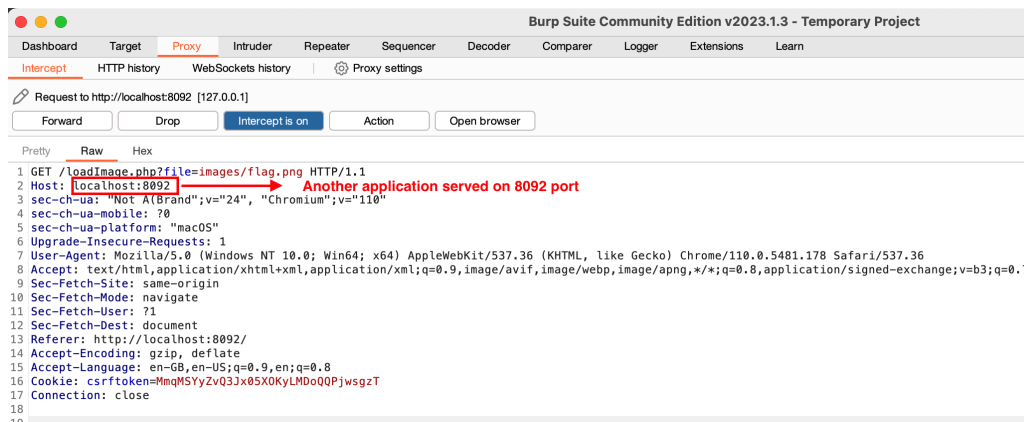 Burp Suite Community Edition v2023.1.3 - Temporary Project
Dashboard Target Proxy Intruder Repeater Sequencer Decoder Comparer Logger Extensions Learn
Intercept HTTP history WebSockets history Proxy settings
Request to http://localhost:8092 [127.0.0.1]
Forward Drop Intercept is on Action Open browser
Pretty Raw Hex
1 GET /loadImage.php?file=images/flag.png HTTP/1.1
2 Host: localhost:8092 Another application served on 8092 port
3 sec-ch-ua: "Not A(Brand";v="24", "Chromium";v="110"
4 sec-ch-ua-mobile: ?0
5 sec-ch-ua-platform: "macOS"
6 Upgrade-Insecure-Requests: 1
7 User-Agent: Mozilla/5.0 (Windows NT 10.0; Win64; x64) AppleWebKit/537.36 (KHTML, like Gecko) Chrome/110.0.5481.178 Safari/537.36
8 Accept: text/html,application/xhtml+xml,application/xml;q=0.9,image/avif,image/webp,image/apng,*/*;q=0.8,application/signed-exchange;v=b3;q=0.
9 Sec-Fetch-Site: same-origin
10 Sec-Fetch-Mode: navigate
11 Sec-Fetch-User: ?1
12 Sec-Fetch-Dest: document
13 Referer: http://localhost:8092/
14 Accept-Encoding: gzip, deflate
15 Accept-Language: en-GB,en-US;q=0.9,en;q=0.8
16 Cookie: csrftoken=MmqMSYyZvQ3Jx05XOKyLMDoQQPjwsgzT
17 Connection: close
18